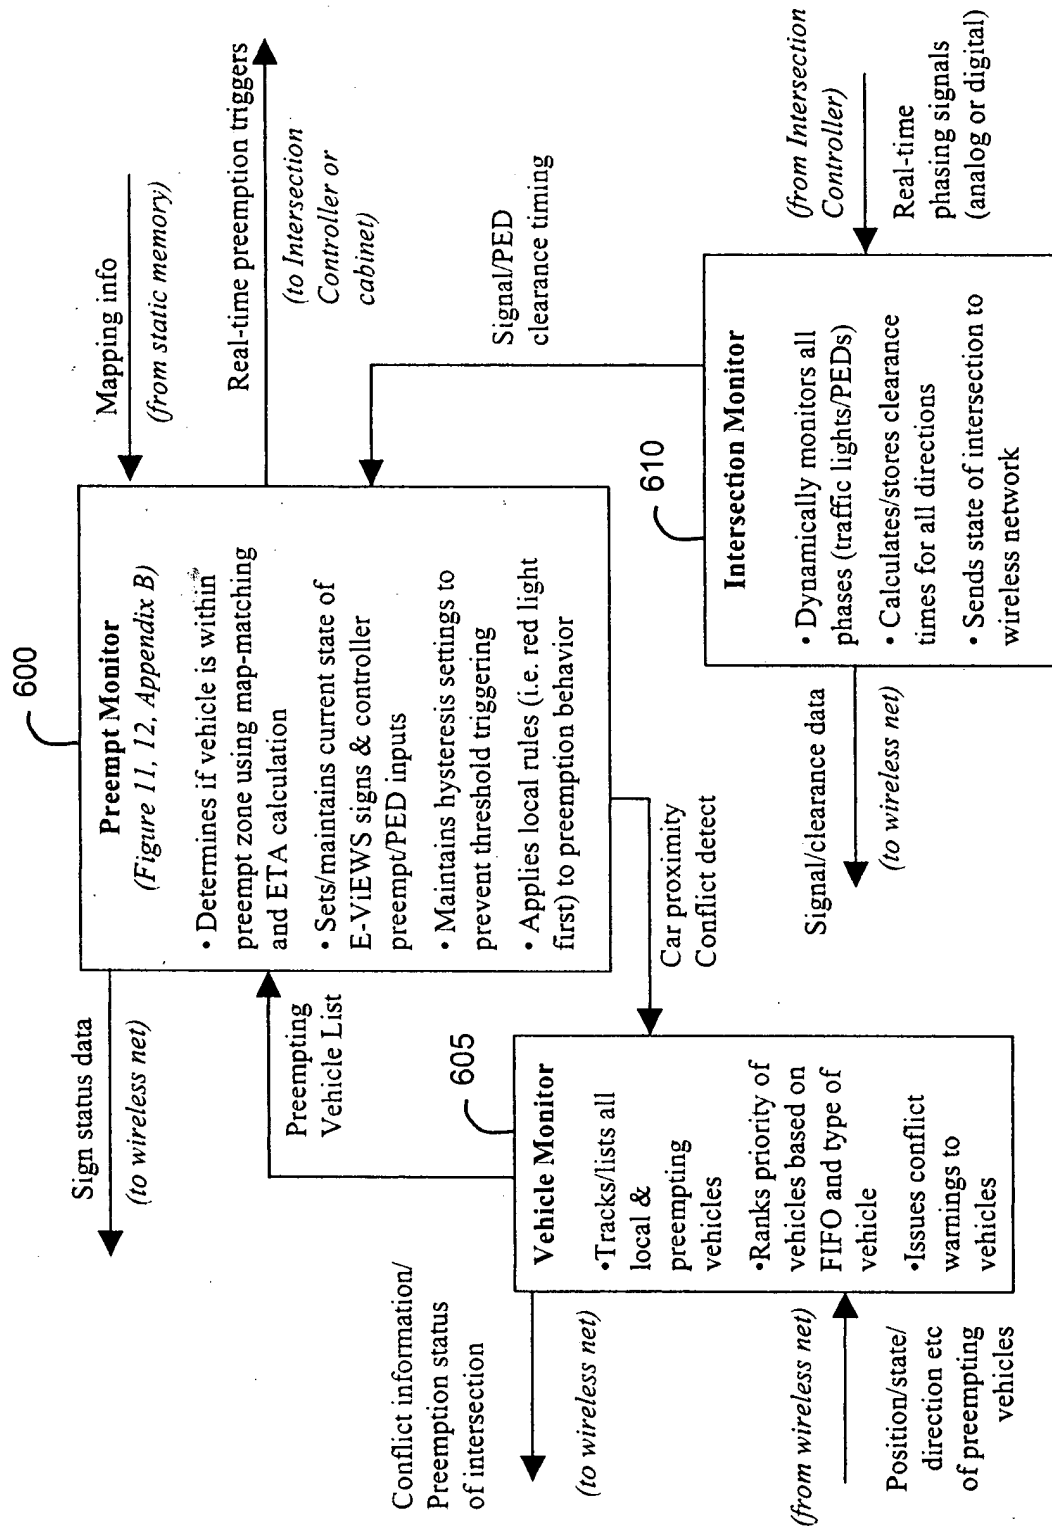 600
Preempt Monitor
(Figure 11, 12, Appendix B)
• Determines if vehicle is within
preempt zone using map-matching
and ETA calculation
• Sets/maintains current state of
E-ViEWS signs & controller
preempt/PED inputs
• Maintains hysteresis settings to
prevent threshold triggering
• Applies local rules (i.e. red light
first) to preemption behavior
Mapping info
(from static memory)
Real-time preemption triggers
(to Intersection
Controller or
cabinet)
Sign status data
(to wireless net)
Preempting
Vehicle List
Car proximity
Conflict detect
Signal/PED
clearance timing
605
Vehicle Monitor
•Tracks/lists all
local &
preempting
vehicles
•Ranks priority of
vehicles based on
FIFO and type of
vehicle
•Issues conflict
warnings to
vehicles
Conflict information/
Preemption status
of intersection
(to wireless net)
(from wireless net)
Position/state/
direction etc
of preempting
vehicles
610
Intersection Monitor
• Dynamically monitors all
phases (traffic lights/PEDs)
• Calculates/stores clearance
times for all directions
• Sends state of intersection to
wireless network
Signal/clearance data
(to wireless net)
(from Intersection
Controller)
Real-time
phasing signals
(analog or digital)